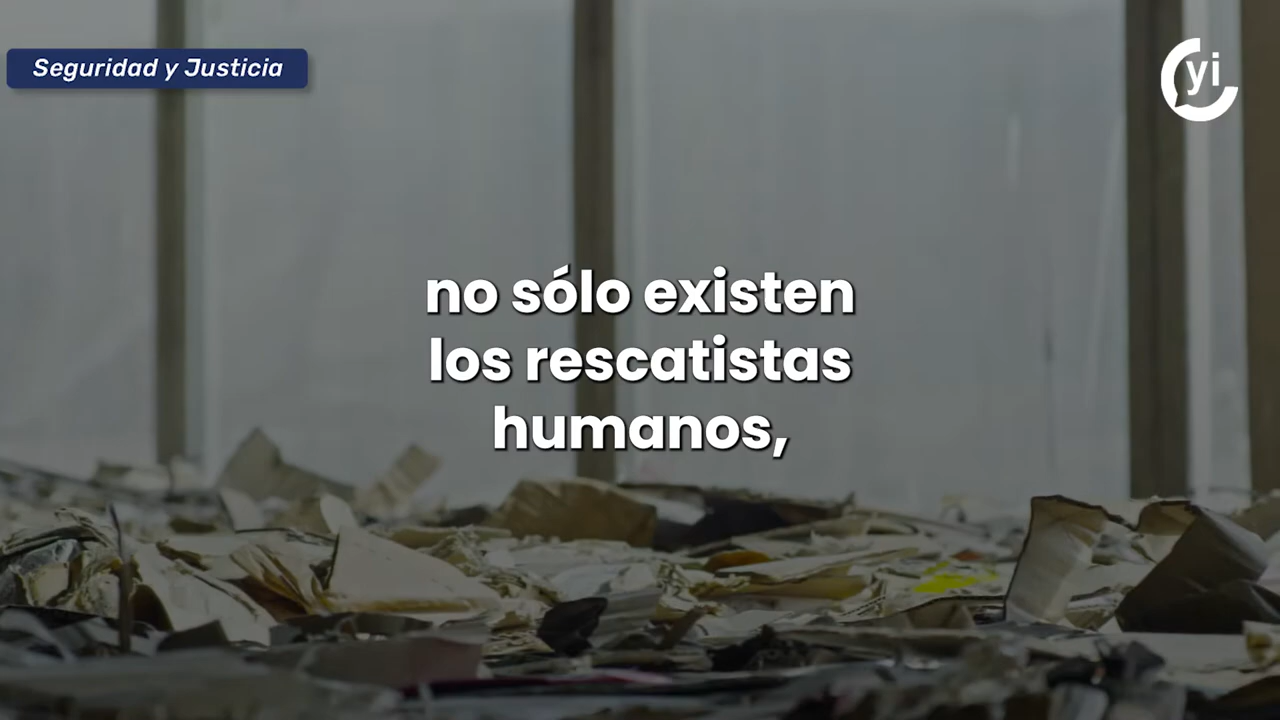 Seguridad y Justicia
yi
no sólo existen
los rescatistas
humanos,